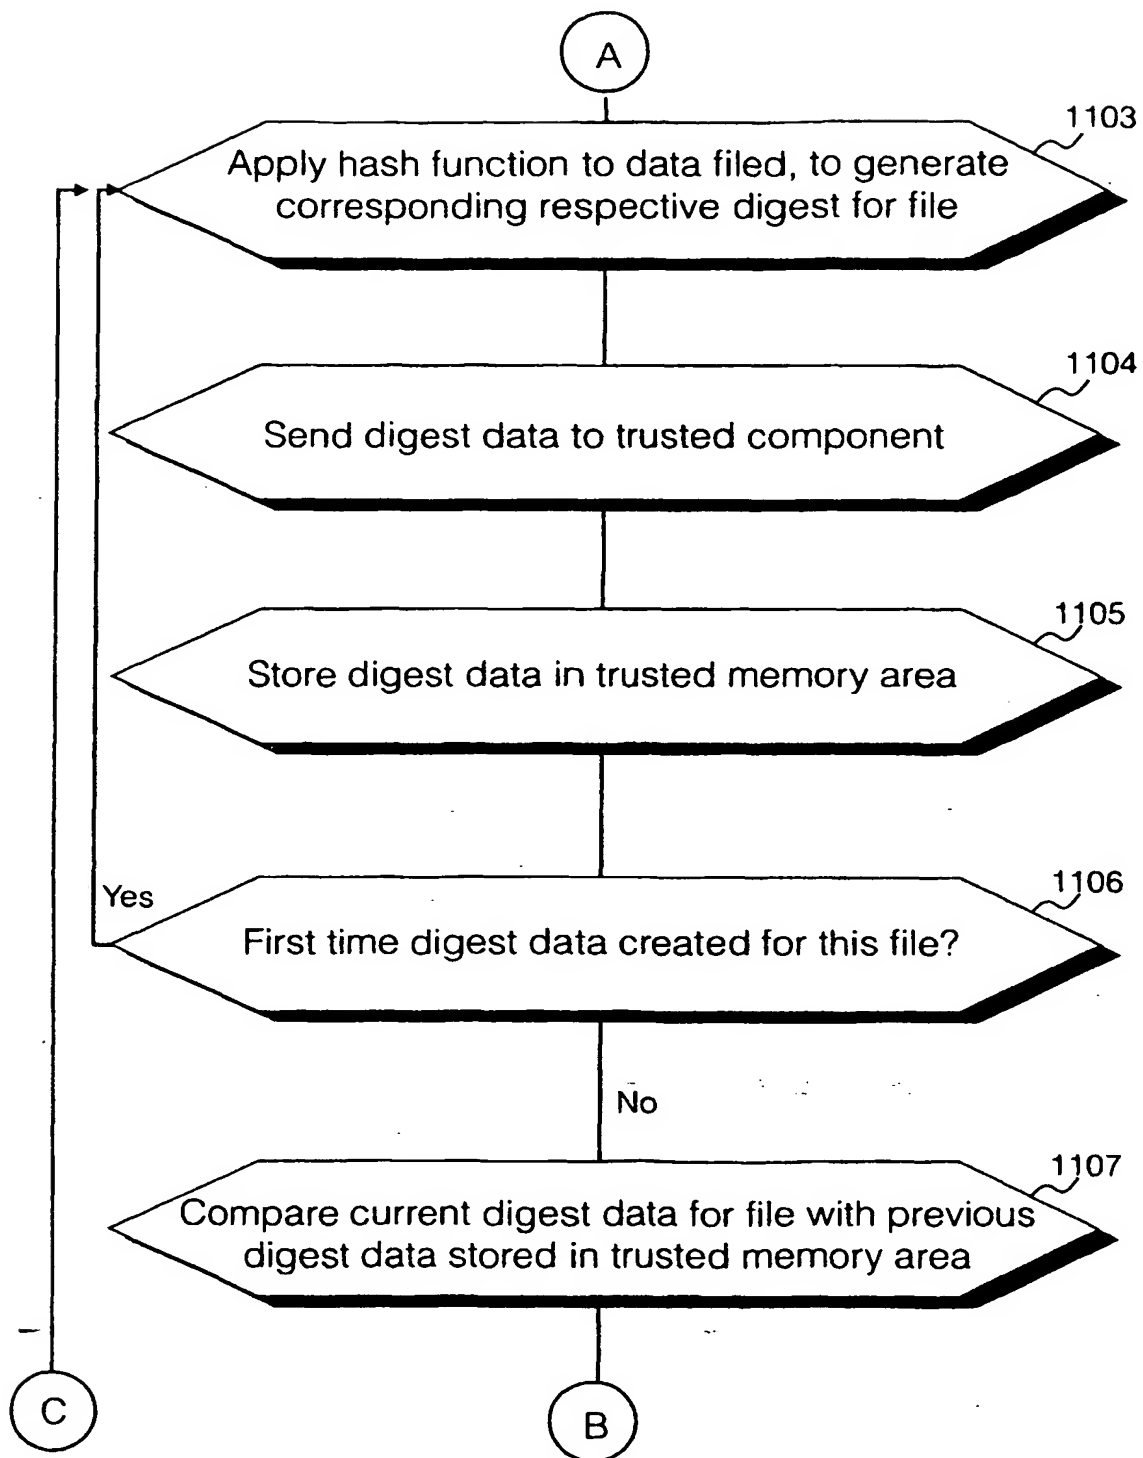 A
1103
Apply hash function to data filed, to generate
corresponding respective digest for file
1104
Send digest data to trusted component
1105
Store digest data in trusted memory area
1106
Yes
First time digest data created for this file?
No
1107
Compare current digest data for file with previous
digest data stored in trusted memory area
C
B